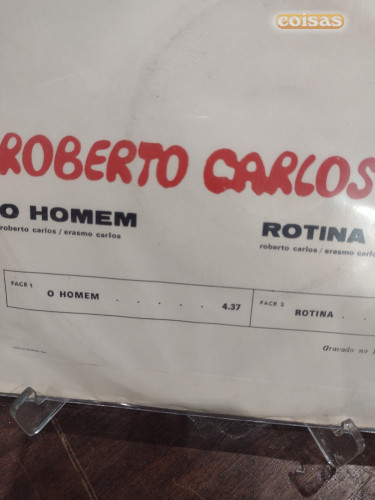 coisas
ROBERTO CARLOS
O HOMEM
roberto carlos / erasmo carlos
ROTINA
roberto carlos / erasmo carlo
FACE 1 O HOMEM . . . . . 4.37 FACE 2 ROTINA . .
Gravado no